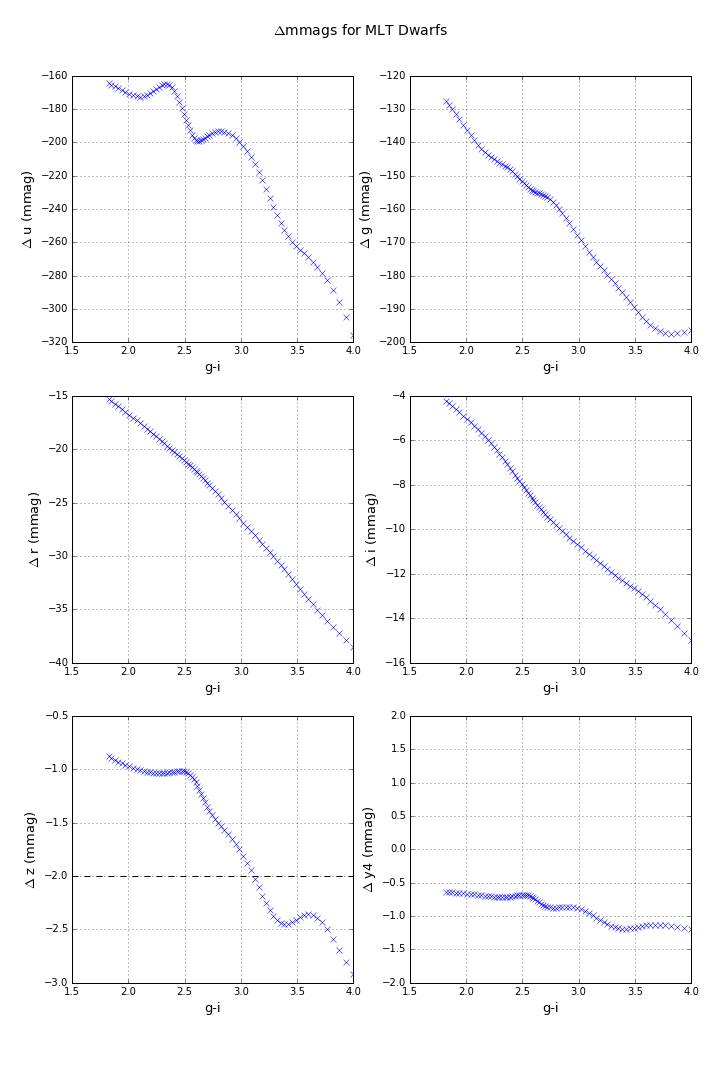 Δmmags for MLT Dwarfs
−160
−180
−200
−220
−240
−260
−280
−300
−320
1.5 2.0 2.5 3.0 3.5 4.0
Δ u (mmag)
g-i
−120
−130
−140
−150
−160
−170
−180
−190
−200
1.5 2.0 2.5 3.0 3.5 4.0
Δ g (mmag)
g-i
−15
−20
−25
−30
−35
−40
1.5 2.0 2.5 3.0 3.5 4.0
Δ r (mmag)
g-i
−4
−6
−8
−10
−12
−14
−16
1.5 2.0 2.5 3.0 3.5 4.0
Δ i (mmag)
g-i
−0.5
−1.0
−1.5
−2.0
−2.5
−3.0
1.5 2.0 2.5 3.0 3.5 4.0
Δ z (mmag)
g-i
2.0
1.5
1.0
0.5
0.0
−0.5
−1.0
−1.5
−2.0
1.5 2.0 2.5 3.0 3.5 4.0
Δ y4 (mmag)
g-i